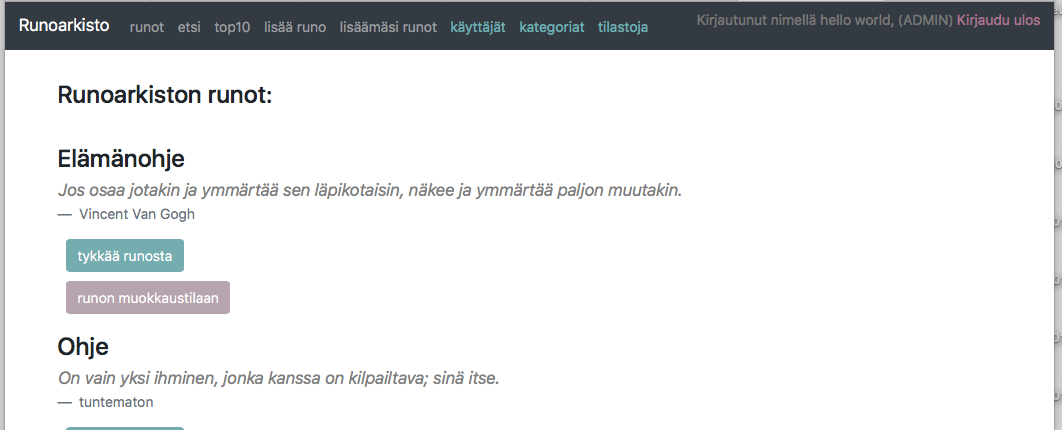 Runoarkisto runot etsi top10 lisää runo lisäämäsi runot käyttäjät kategoriat tilastoja Kirjautunut nimellä hello world, (ADMIN) Kirjaudu ulos
Runoarkiston runot:
Elämänohje
Jos osaa jotakin ja ymmärtää sen läpikotaisin, näkee ja ymmärtää paljon muutakin.
— Vincent Van Gogh
tykkää runosta
runon muokkaustilaan
Ohje
On vain yksi ihminen, jonka kanssa on kilpailtava; sinä itse.
— tuntematon